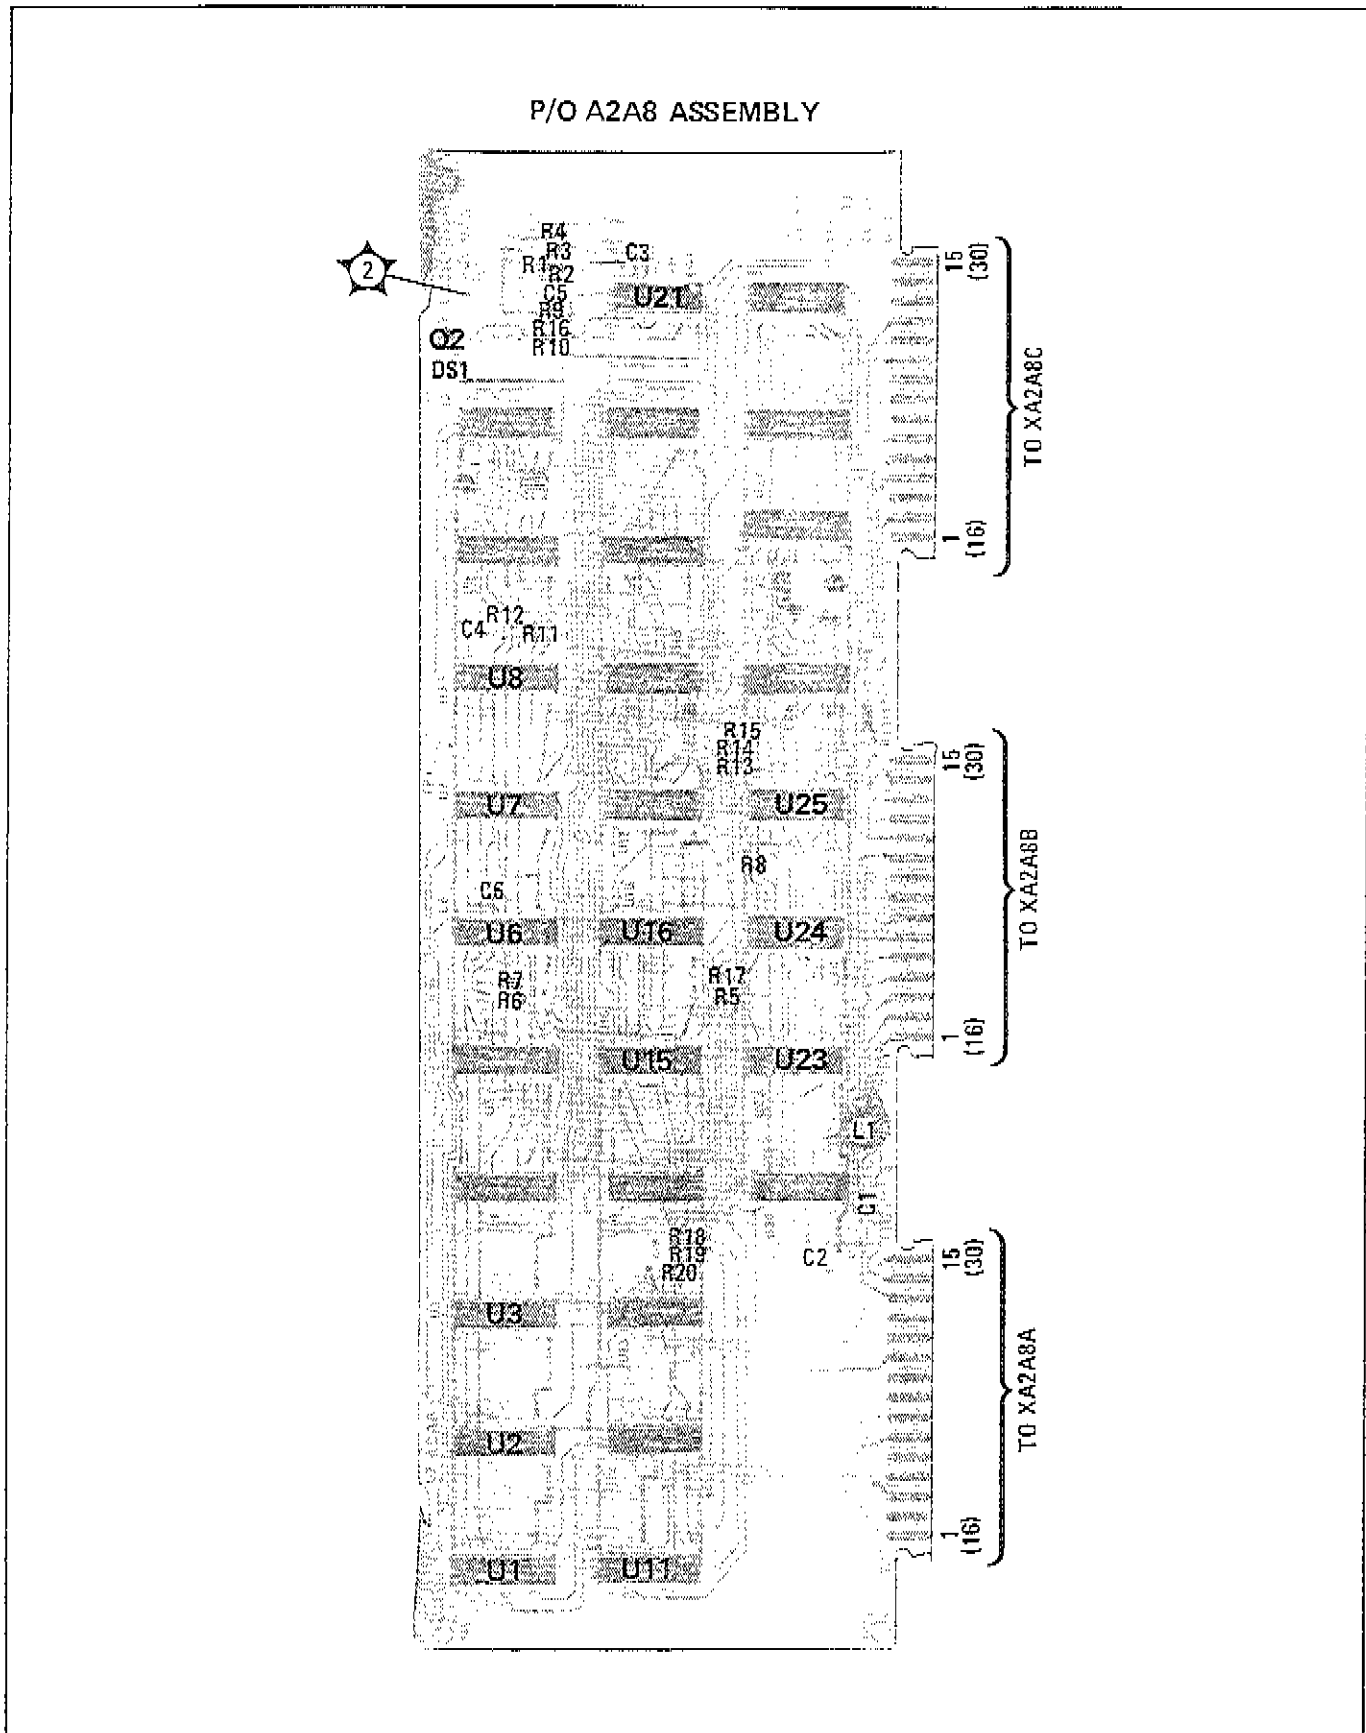 P/O A2A8 ASSEMBLY
R4
R3
C3
R1
R2
2
C5
U21
R9
R16
Q2
R10
DS1
15
(30)
TO XA2A8C
1
(16)
R12
C4
R11
U8
R15
R14
R13
15
(30)
U7
U25
R8
C6
TO XA2A8B
U6
U16
U24
R7
R17
R6
R5
1
(16)
U15
U23
L1
C1
R18
R19
C2
R20
15
(30)
U3
TO XA2A8A
U2
1
(16)
U1
U11